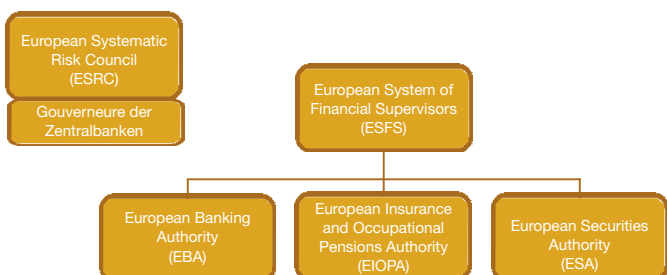 European Systematic
Risk Council
(ESRC)
Gouverneure der
Zentralbanken
European System of
Financial Supervisors
(ESFS)
European Banking
Authority
(EBA)
European Insurance
and Occupational
Pensions Authority
(EIOPA)
European Securities
Authority
(ESA)